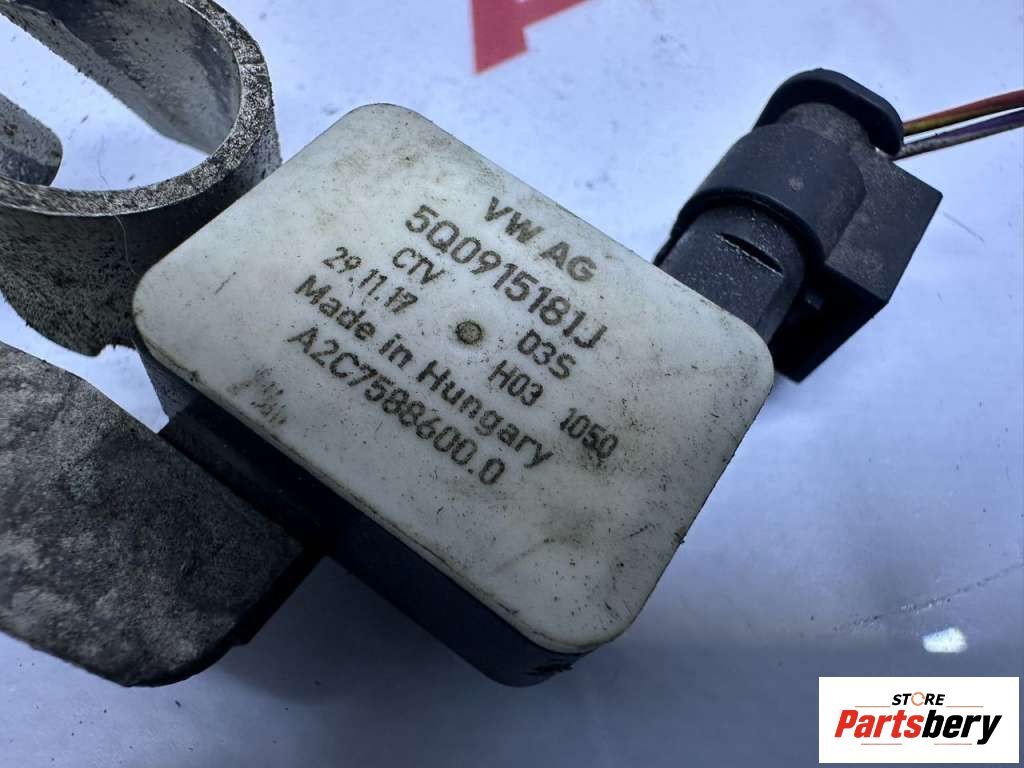 VW AG
5Q0915181J
CTV D3S
29.11.17 H03 1050
Made in Hungary
A2C7588600.0
STORE
Partsbery